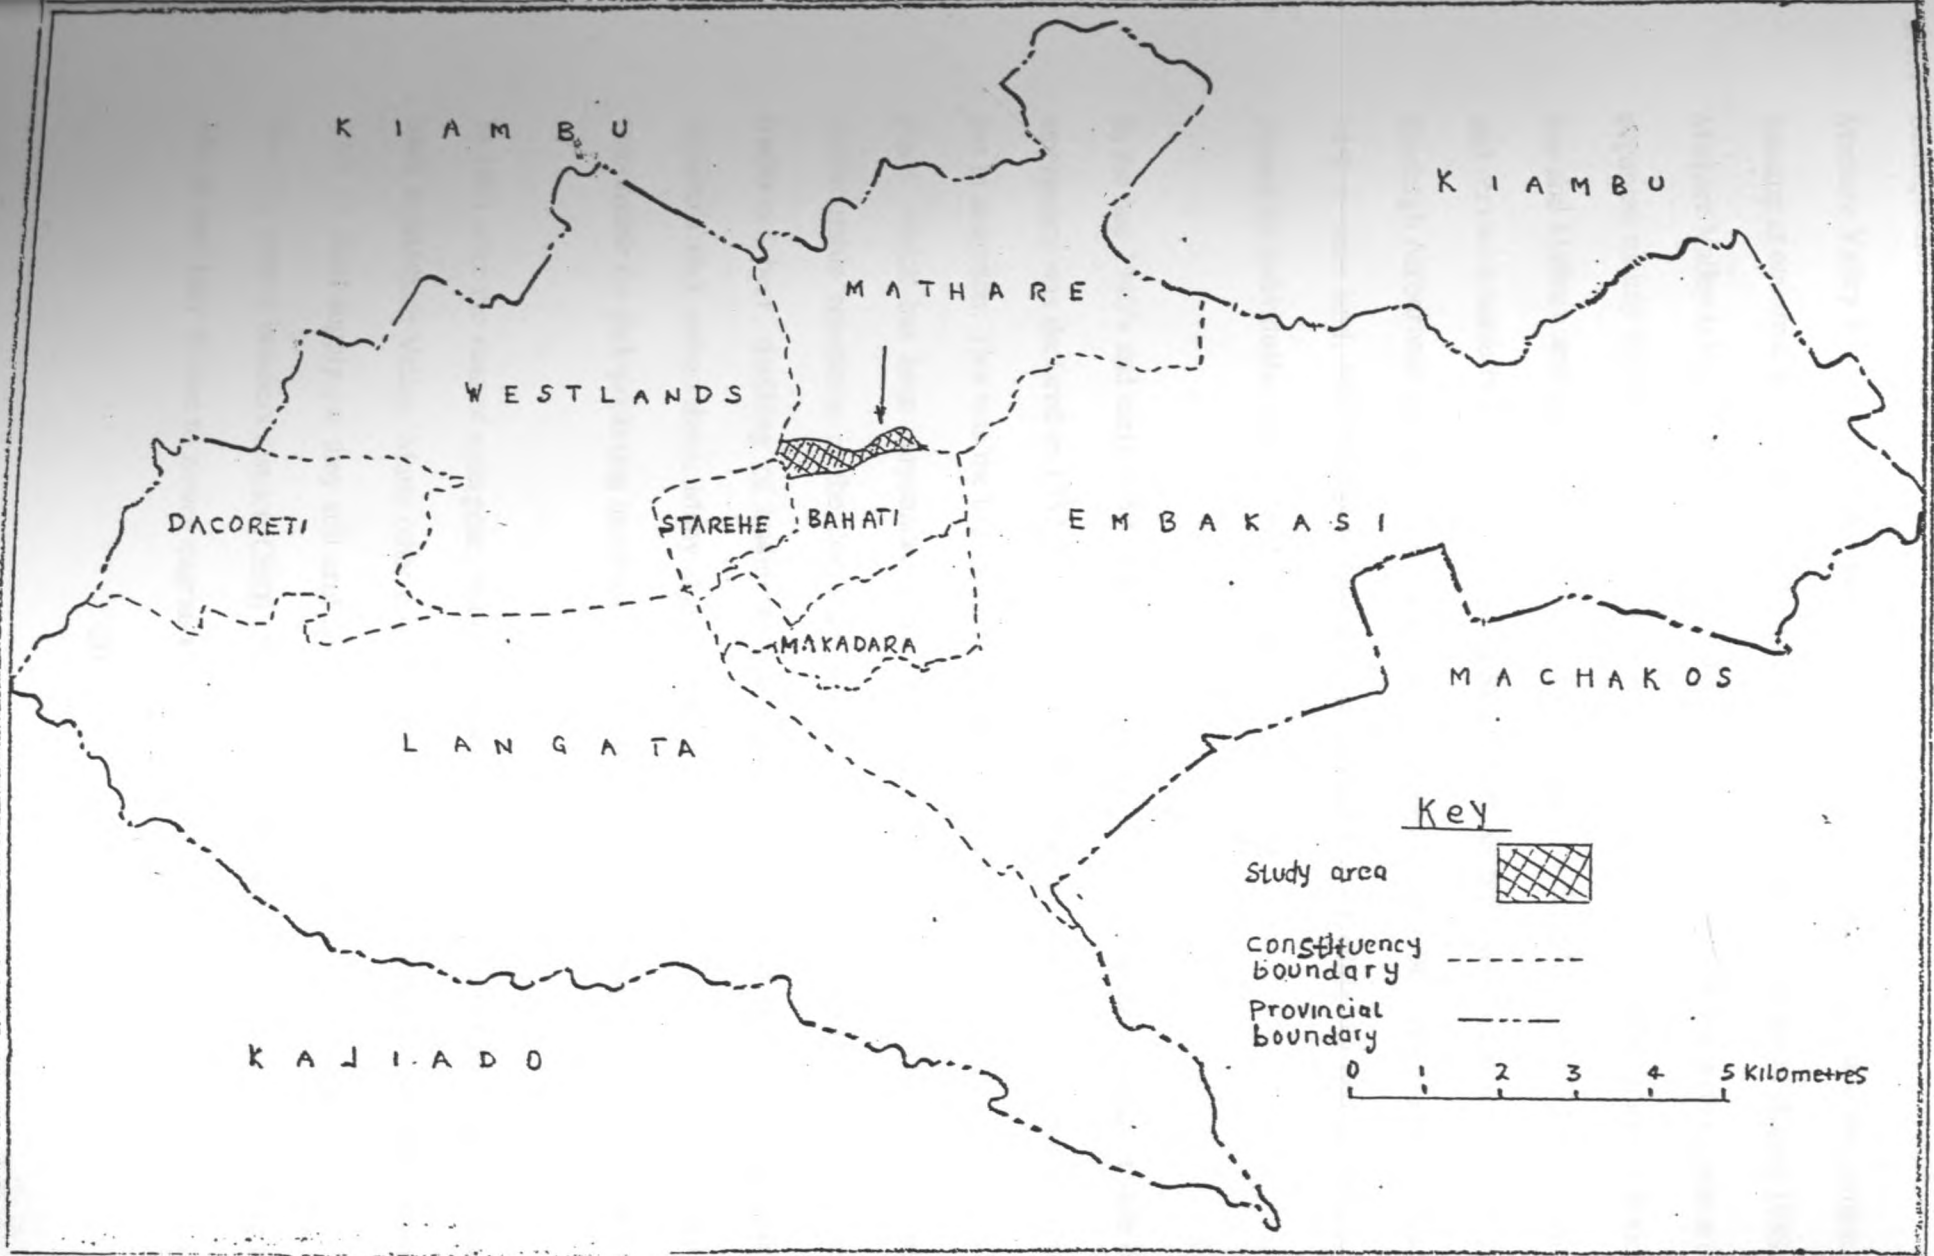 KIAMBU
KIAMBU
MATHARE
WESTLANDS
DACORETI
STAREHE
BAHATI
EMBAKASI
MAKADARA
MACHAKOS
LANGATA
Key
Study area
constituency
boundary
Provincial
boundary
KAJIADO
0 1 2 3 4 5 Kilometres